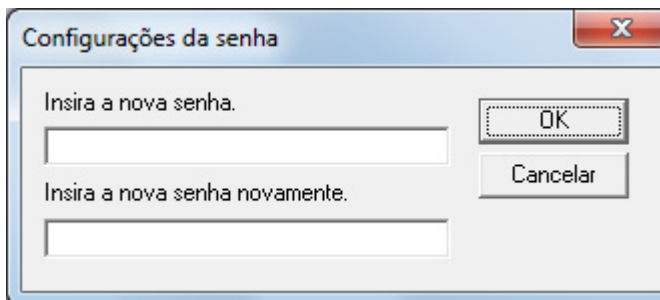 Configurações da senha
Insira a nova senha.
OK
Cancelar
Insira a nova senha novamente.